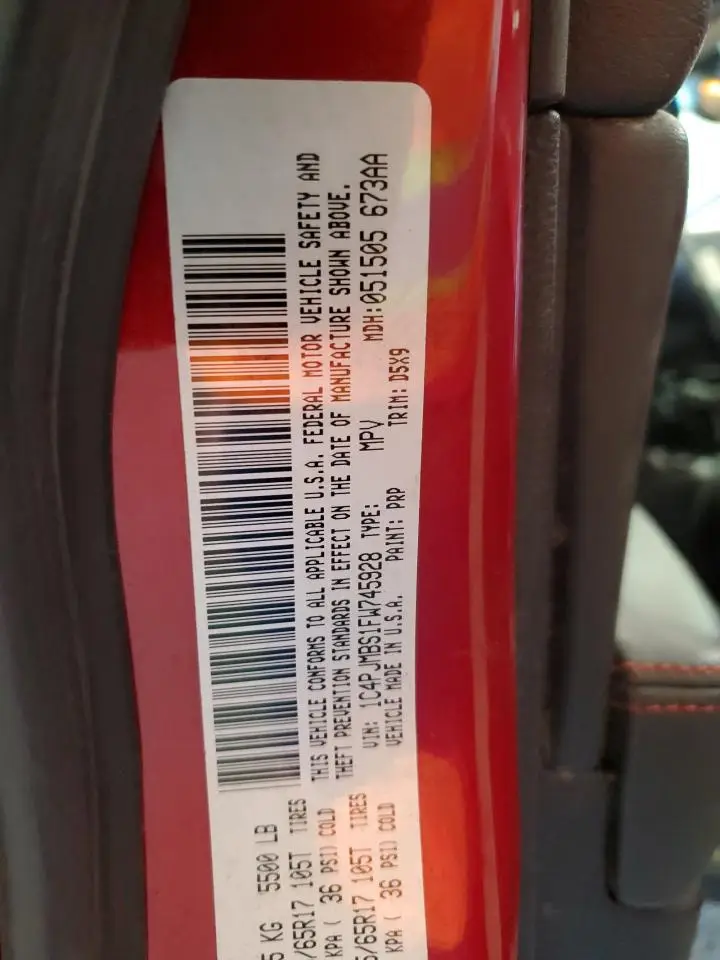 5 KG 5500 LB
/65R17 105T TIRES
KPA ( 36 PSI) COLD
5/65R17 105T TIRES
KPA ( 36 PSI) COLD
THIS VEHICLE CONFORMS TO ALL APPLICABLE U.S.A. FEDERAL MOTOR VEHICLE SAFETY AND
THEFT PREVENTION STANDARDS IN EFFECT ON THE DATE OF MANUFACTURE SHOWN ABOVE.
VIN: 1C4PJMBS1FW745928 TYPE: MPV MDH:051505 673AA
VEHICLE MADE IN U.S.A. PAINT: PRP TRIM: D5X9